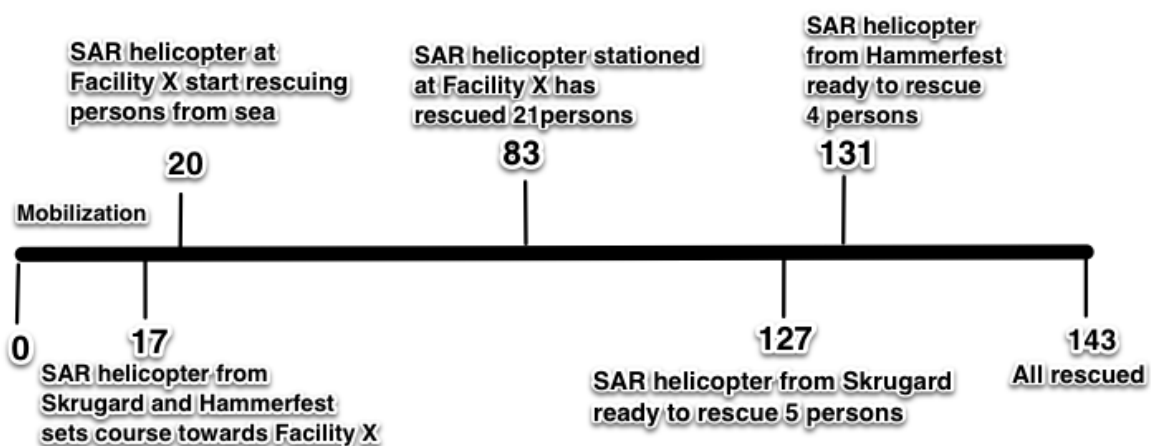 SAR helicopter at
Facility X start rescuing
persons from sea
20
SAR helicopter stationed
at Facility X has
rescued 21persons
83
SAR helicopter
from Hammerfest
ready to rescue
4 persons
131
Mobilization
0
17
SAR helicopter from
Skrugard and Hammerfest
sets course towards Facility X
127
SAR helicopter from Skrugard
ready to rescue 5 persons
143
All rescued